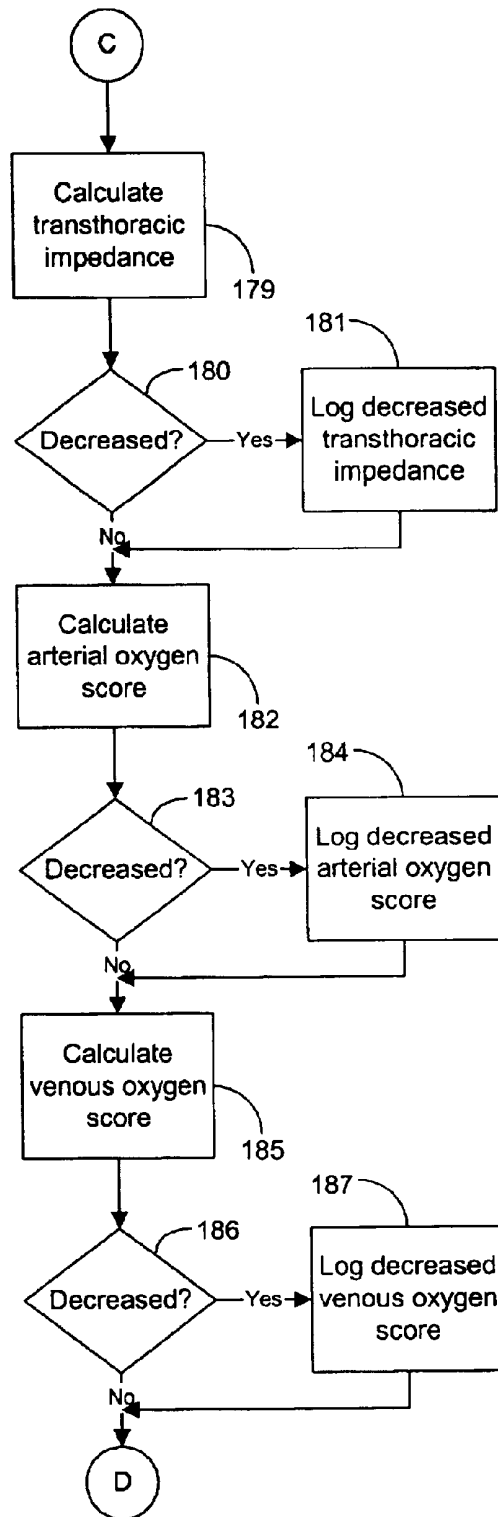 C
Calculate
transthoracic
impedance
179
180
181
Decreased?
Yes
Log decreased
transthoracic
impedance
No
Calculate
arterial oxygen
score
182
183
184
Decreased?
Yes
Log decreased
arterial oxygen
score
No
Calculate
venous oxygen
score
185
186
187
Decreased?
Yes
Log decreased
venous oxygen
score
No
D